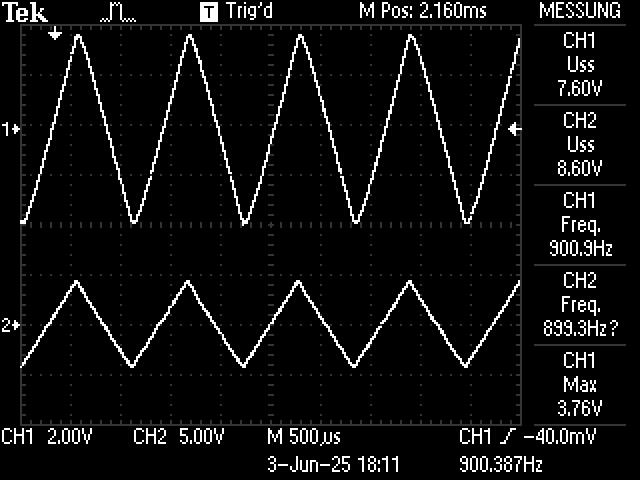 Tek T Trig'd M Pos: 2.160ms MESSUNG
CH1
Uss
7.60V
CH2
Uss
8.60V
CH1
Freq.
900.9Hz
CH2
Freq.
899.3Hz?
CH1
Max
3.76V
1
2
CH1 2.00V CH2 5.00V M 500µs CH1 -40.0mV
3-Jun-25 18:11 900.387Hz